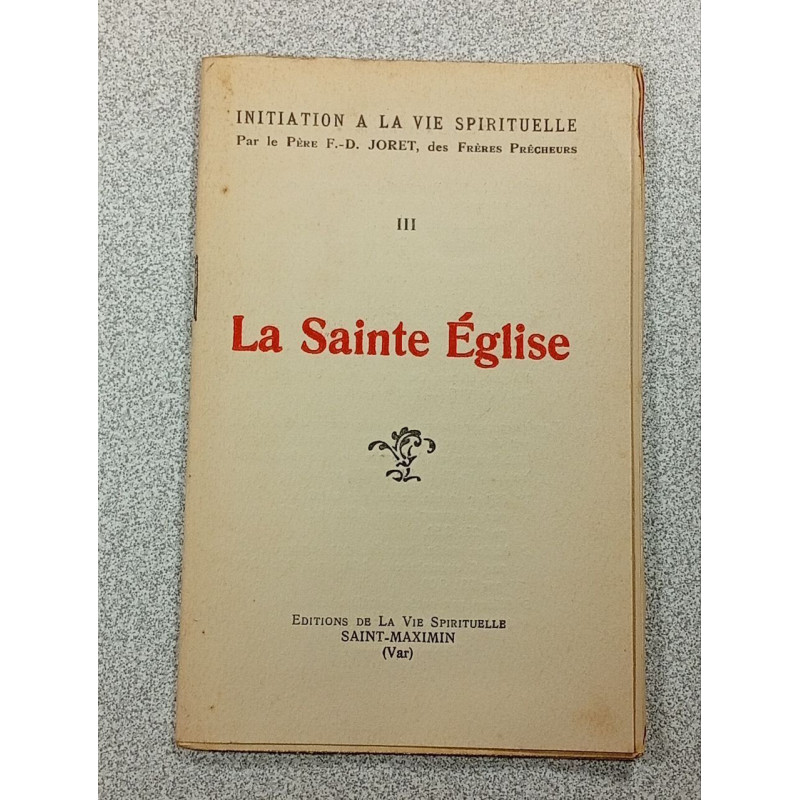 INITIATION A LA VIE SPIRITUELLE
Par le PÈRE F.-D. JORET, des FRÈRES PRÊCHEURS
III
La Sainte Église
EDITIONS DE LA VIE SPIRITUELLE
SAINT-MAXIMIN
(Var)